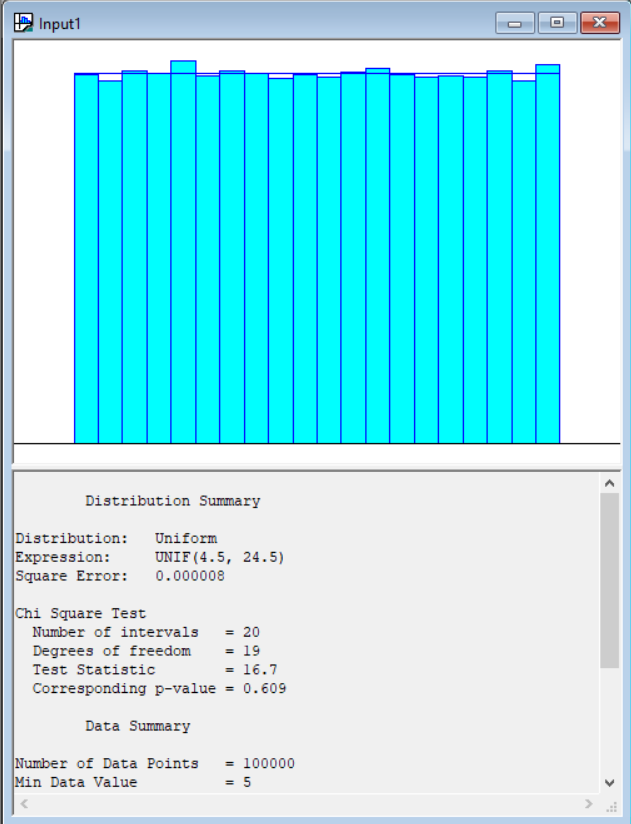 Input1
Distribution Summary
Distribution: Uniform
Expression: UNIF(4.5, 24.5)
Square Error: 0.000008
Chi Square Test
Number of intervals = 20
Degrees of freedom = 19
Test Statistic = 16.7
Corresponding p-value = 0.609
Data Summary
Number of Data Points = 100000
Min Data Value = 5